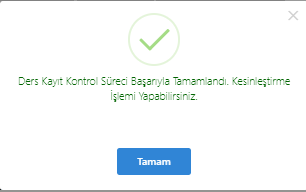 Ders Kayıt Kontrol Süreci Başarıyla Tamamlandı. Kesinleştirme
İşlemi Yapabilirsiniz.
Tamam